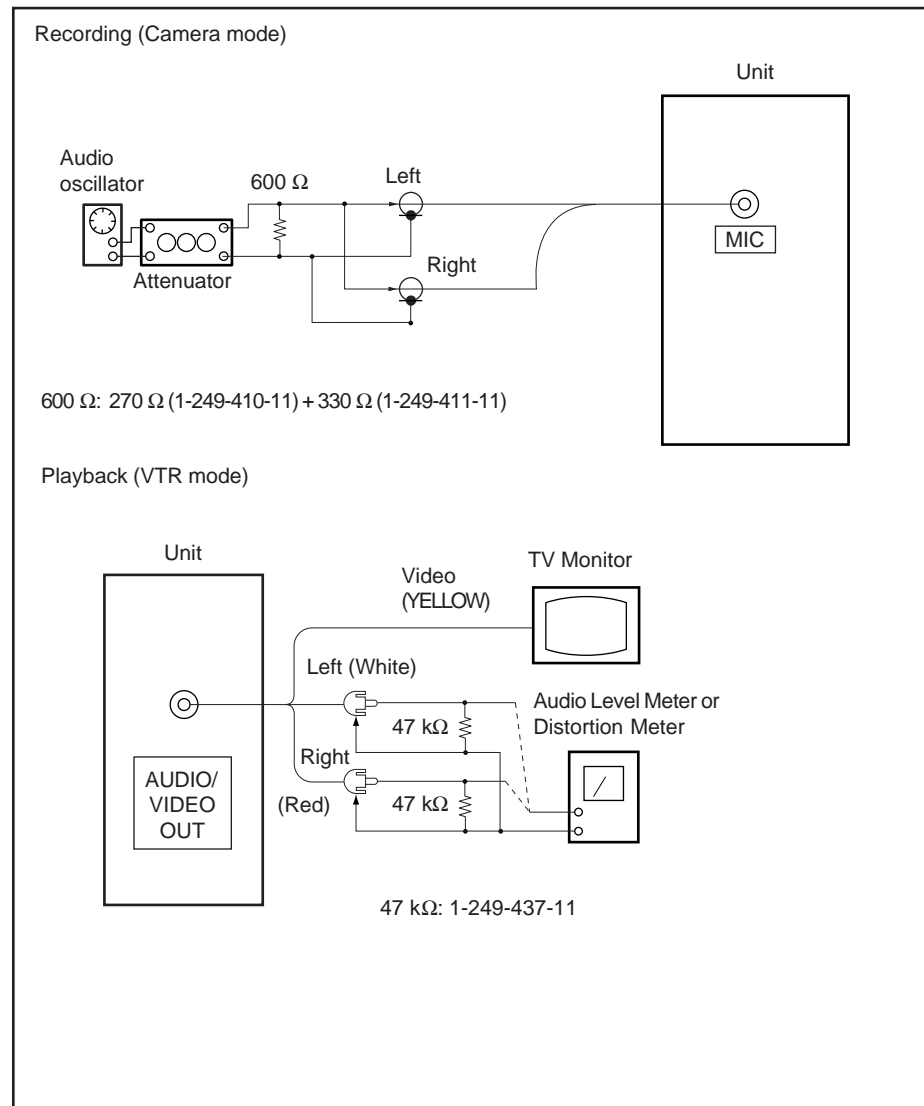 Recording (Camera mode)
Unit
Audio
oscillator
600 Ω
Left
MIC
Attenuator
Right
600 Ω: 270 Ω (1-249-410-11) + 330 Ω (1-249-411-11)
Playback (VTR mode)
Unit
TV Monitor
Video
(YELLOW)
Left (White)
Audio Level Meter or
Distortion Meter
47 kΩ
Right
(Red)
47 kΩ
AUDIO/
VIDEO
OUT
47 kΩ: 1-249-437-11